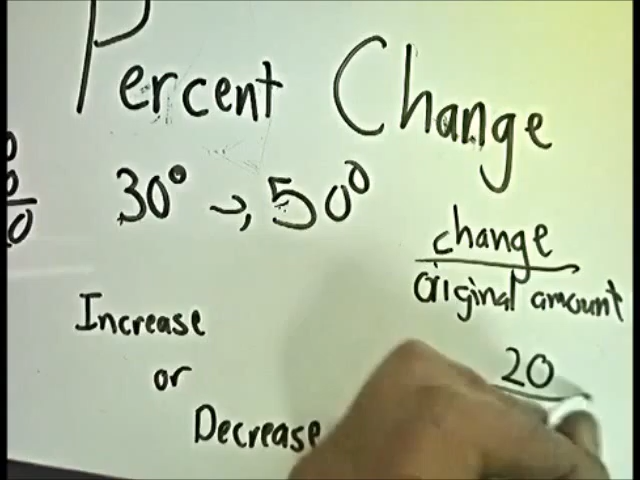 Percent Change
30° → 50°
change
original amount
Increase
or
Decrease
20